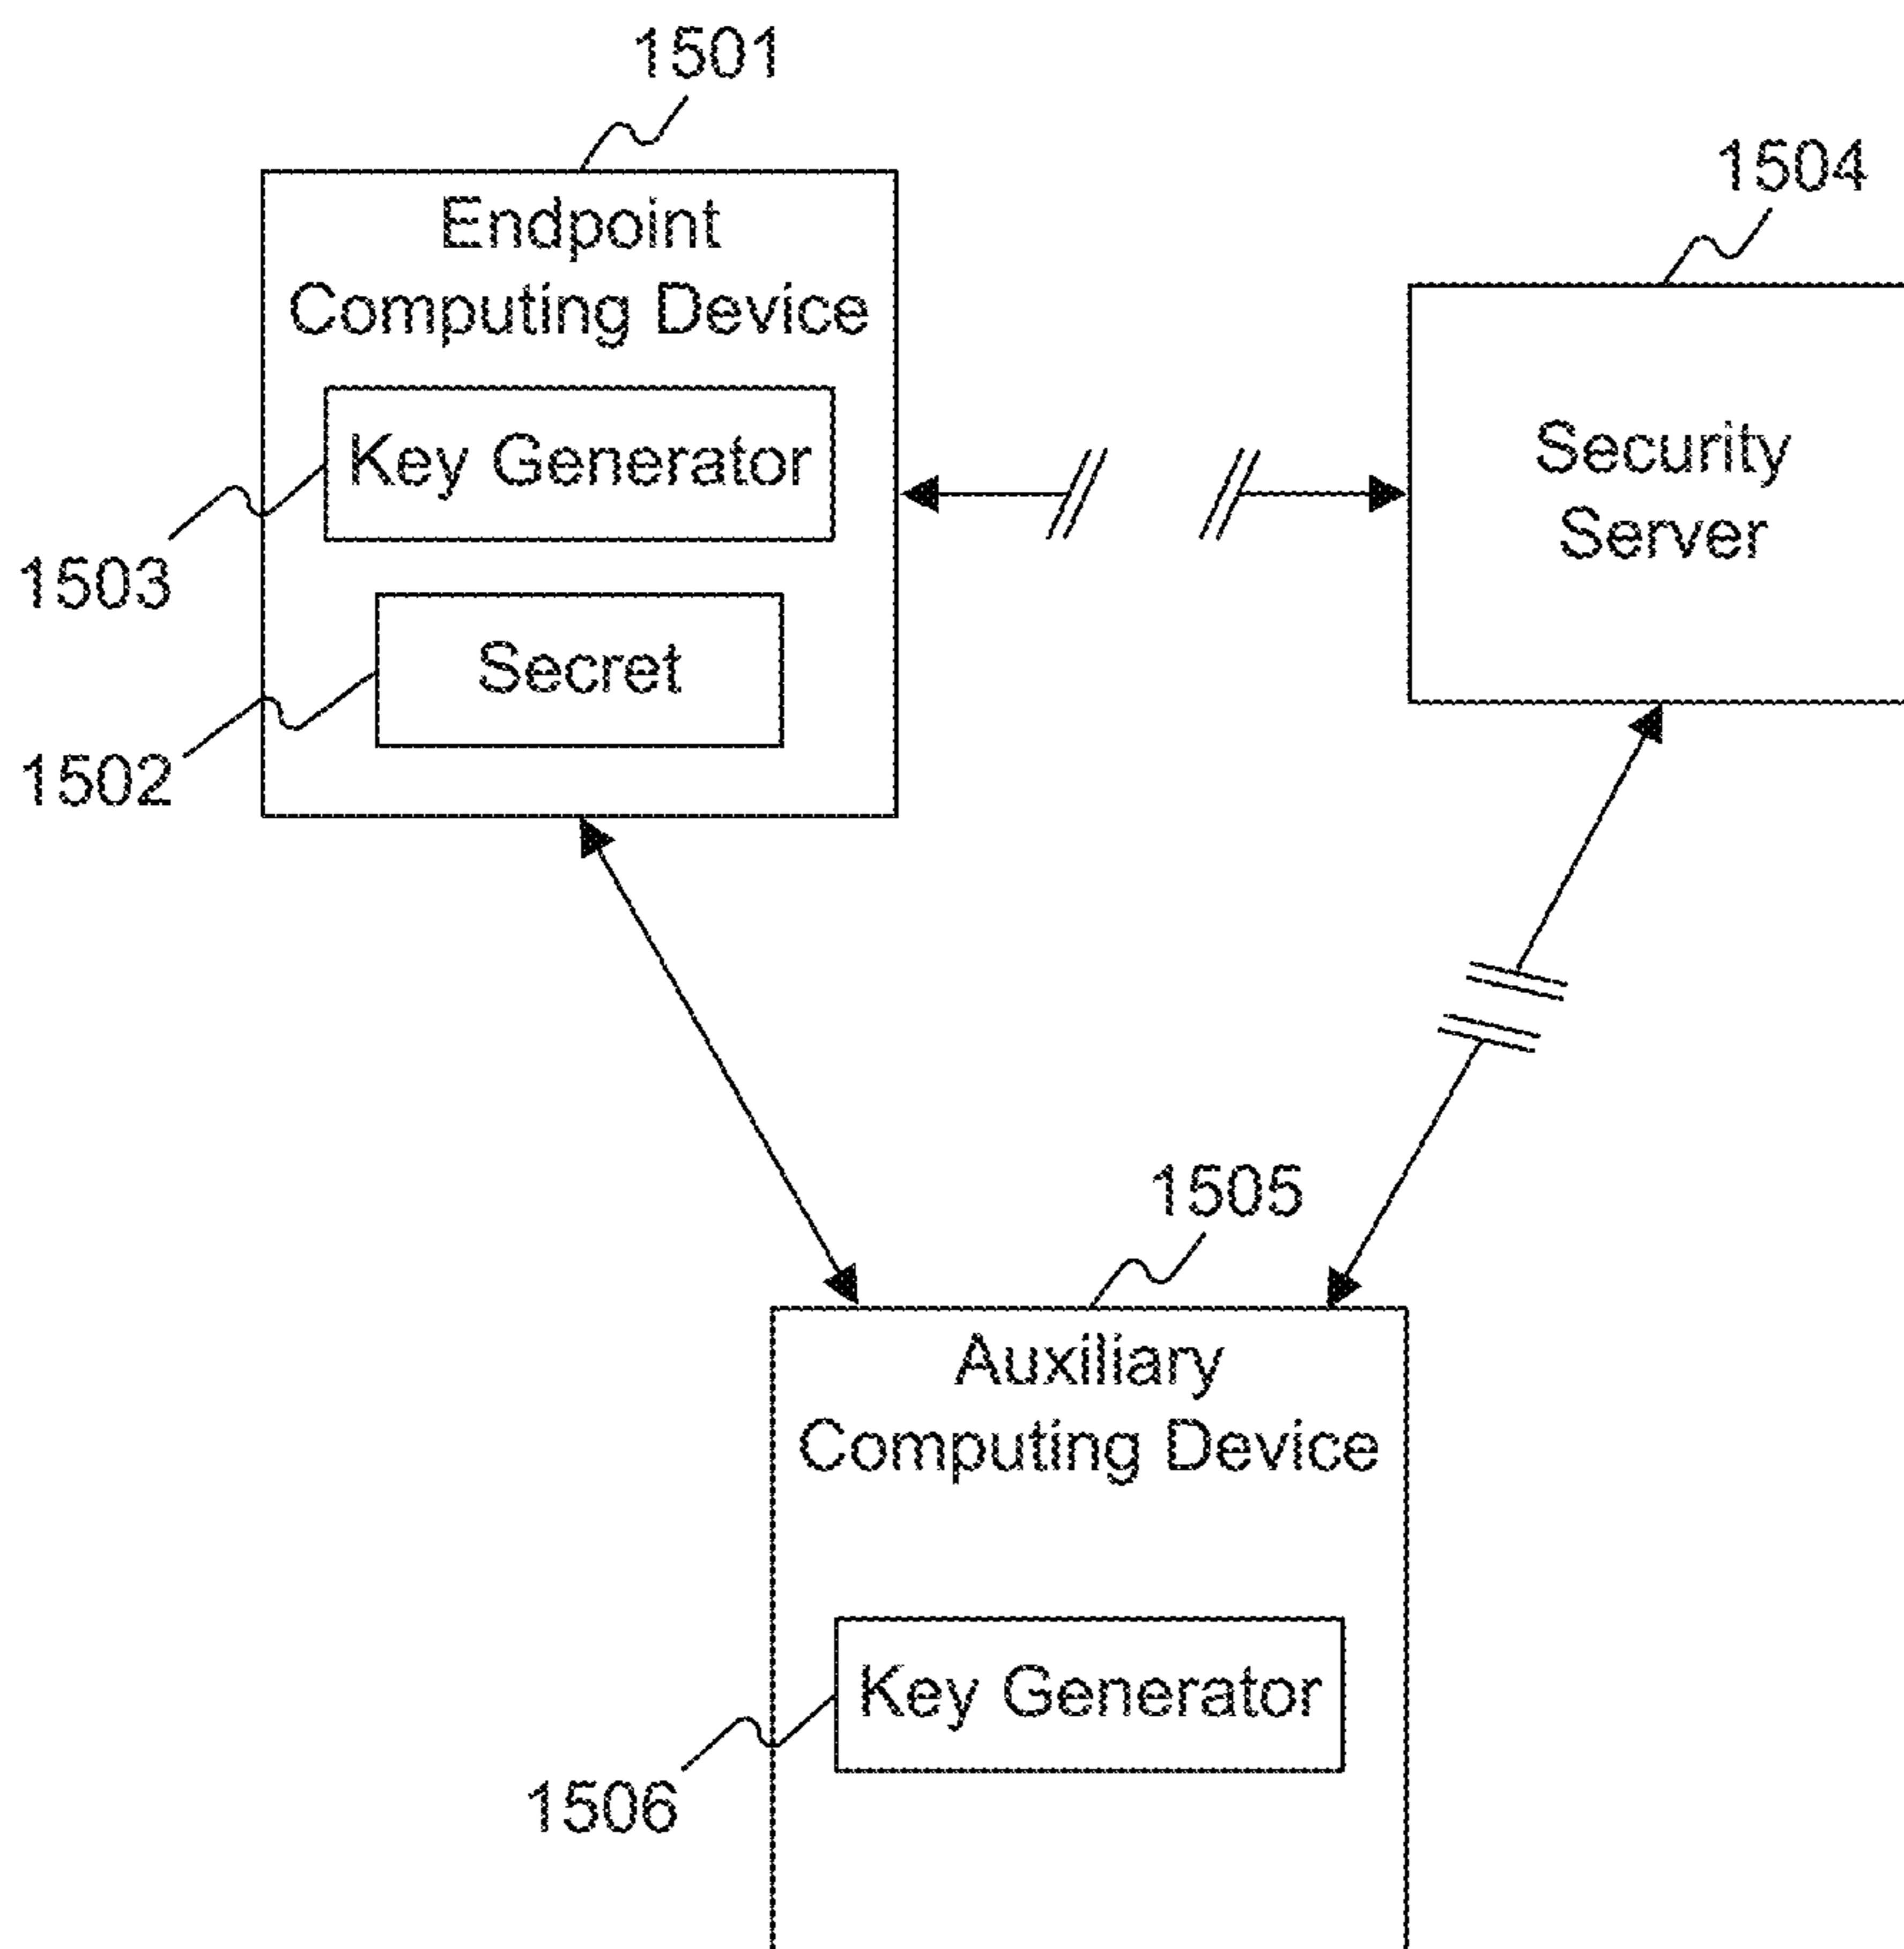 1501
1504
Endpoint
Computing Device
Key Generator
Security
Server
1503
Secret
1502
1505
Auxiliary
Computing Device
Key Generator
1506